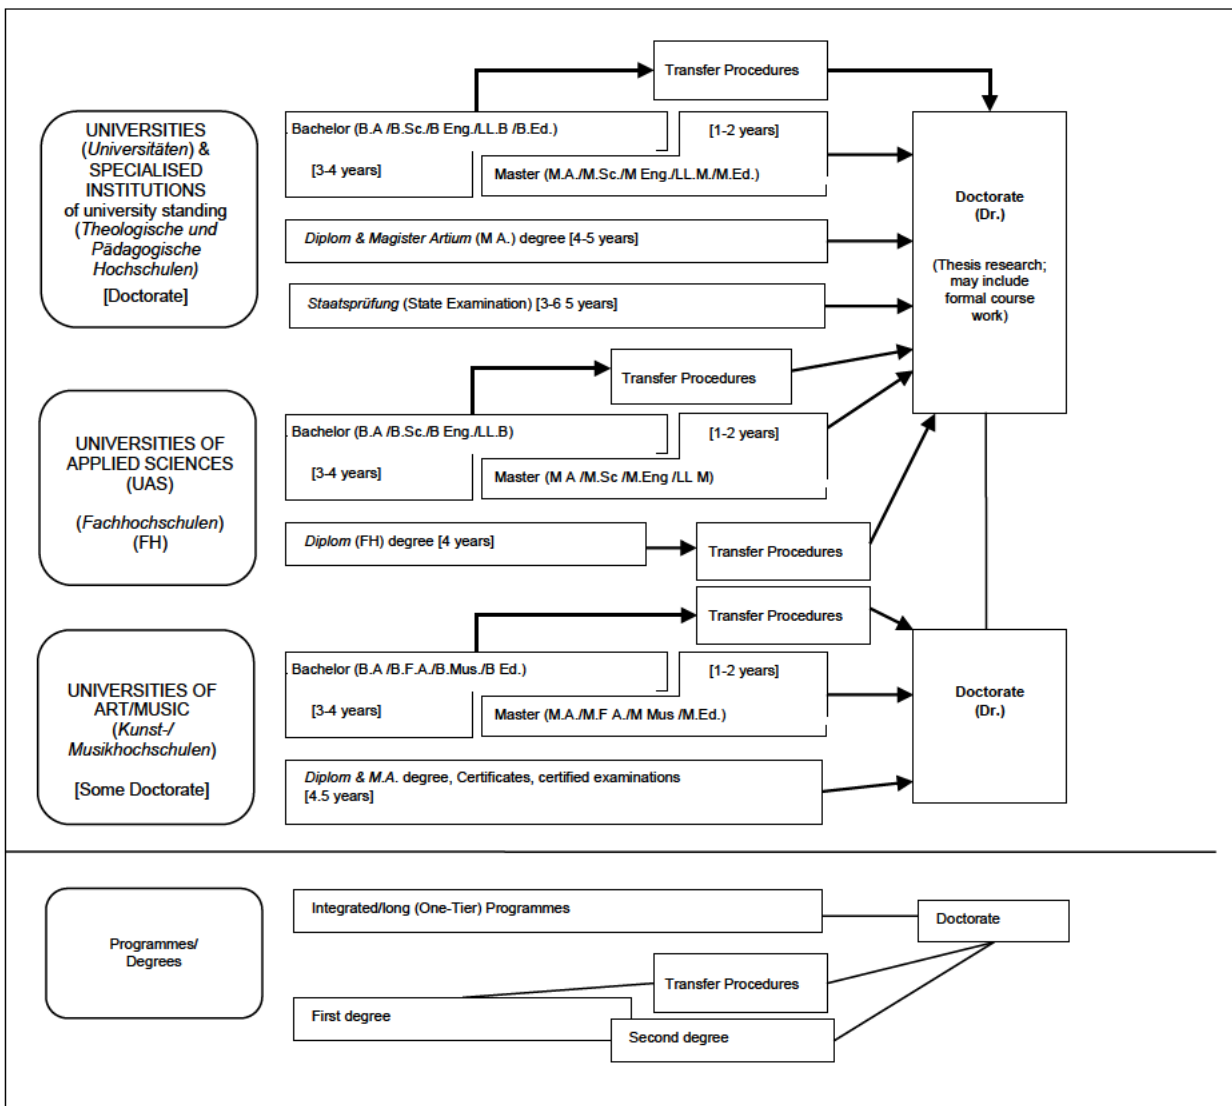 Transfer Procedures
UNIVERSITIES
(Universitäten) &
SPECIALISED
INSTITUTIONS
of university standing
(Theologische und
Pädagogische
Hochschulen)
[Doctorate]
. Bachelor (B.A /B.Sc./B Eng./LL.B /B.Ed.)
[1-2 years]
[3-4 years]
Master (M.A./M.Sc./M Eng./LL.M./M.Ed.)
Diplom & Magister Artium (M A.) degree [4-5 years]
Staatsprüfung (State Examination) [3-6 5 years]
Doctorate
(Dr.)
(Thesis research;
may include
formal course
work)
UNIVERSITIES OF
APPLIED SCIENCES
(UAS)
(Fachhochschulen)
(FH)
Transfer Procedures
. Bachelor (B.A /B.Sc./B Eng./LL.B)
[1-2 years]
[3-4 years]
Master (M A /M.Sc /M.Eng /LL M)
Diplom (FH) degree [4 years]
Transfer Procedures
UNIVERSITIES OF
ART/MUSIC
(Kunst-/
Musikhochschulen)
[Some Doctorate]
Transfer Procedures
. Bachelor (B.A /B.F.A./B.Mus./B Ed.)
[1-2 years]
[3-4 years]
Master (M.A./M.F A./M Mus /M.Ed.)
Diplom & M.A. degree, Certificates, certified examinations
[4.5 years]
Doctorate
(Dr.)
Programmes/
Degrees
Integrated/long (One-Tier) Programmes
Doctorate
Transfer Procedures
First degree
Second degree